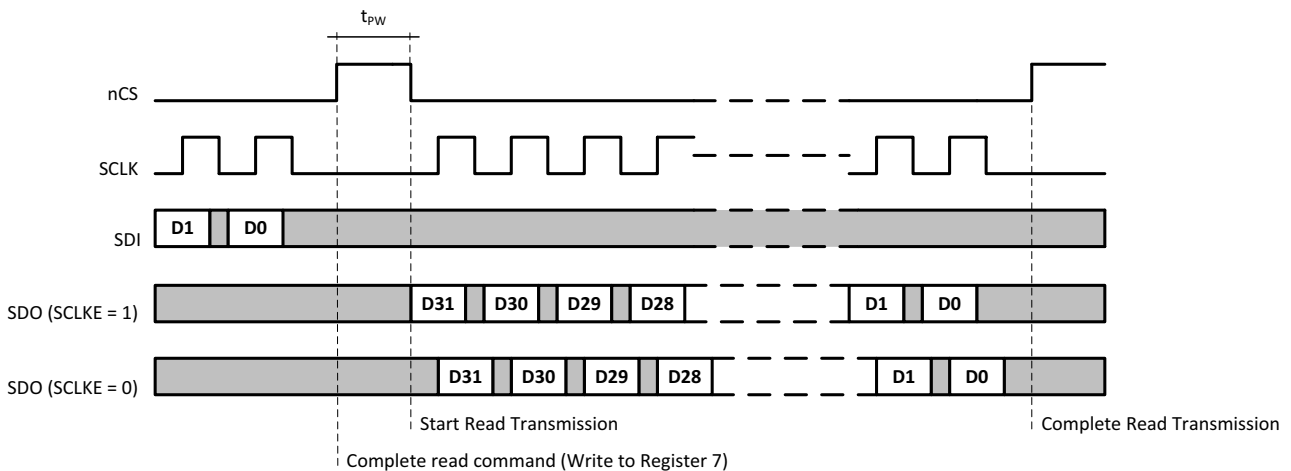 tPW
nCS
SCLK
SDI D1 D0
SDO (SCLKE = 1) D31 D30 D29 D28 D1 D0
SDO (SCLKE = 0) D31 D30 D29 D28 D1 D0
Start Read Transmission Complete Read Transmission
Complete read command (Write to Register 7)